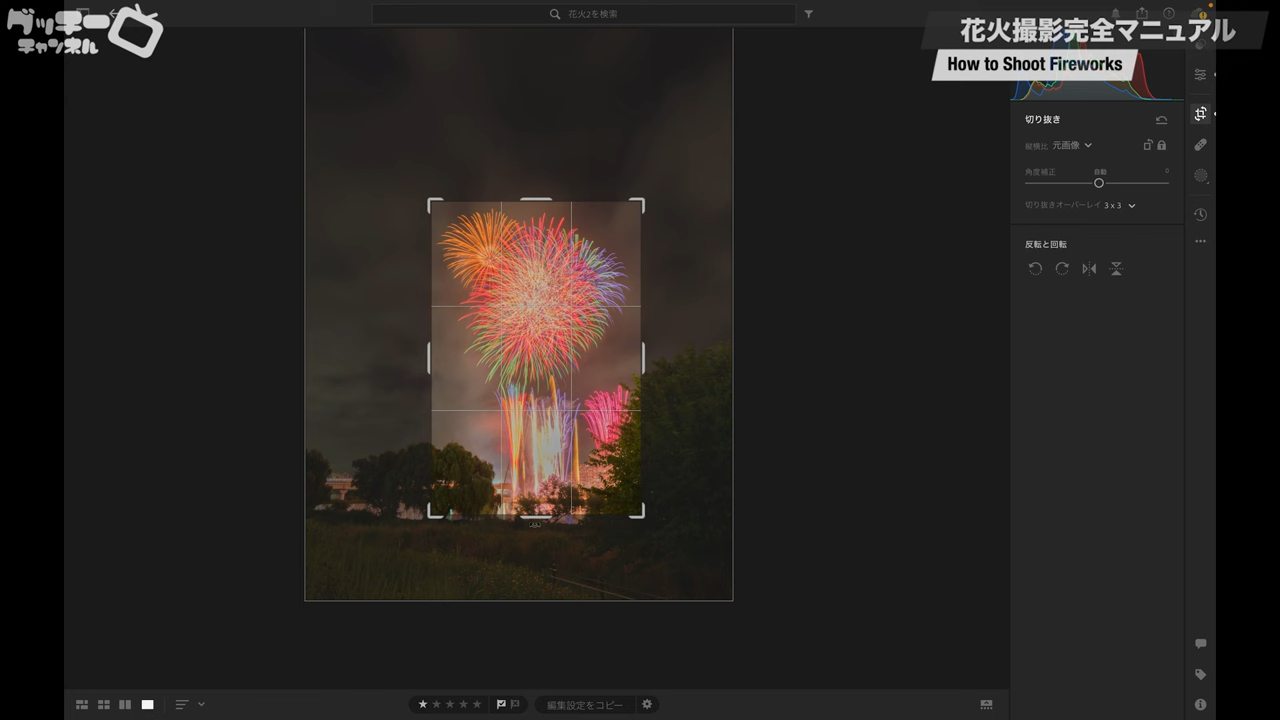 グッチー
チャンネル
花火2を検索
花火撮影完全マニュアル
How to Shoot Fireworks
切り抜き
縦横比 元画像
角度補正 自動 0
切り抜きオーバーレイ 3 x 3
反転と回転
編集設定をコピー